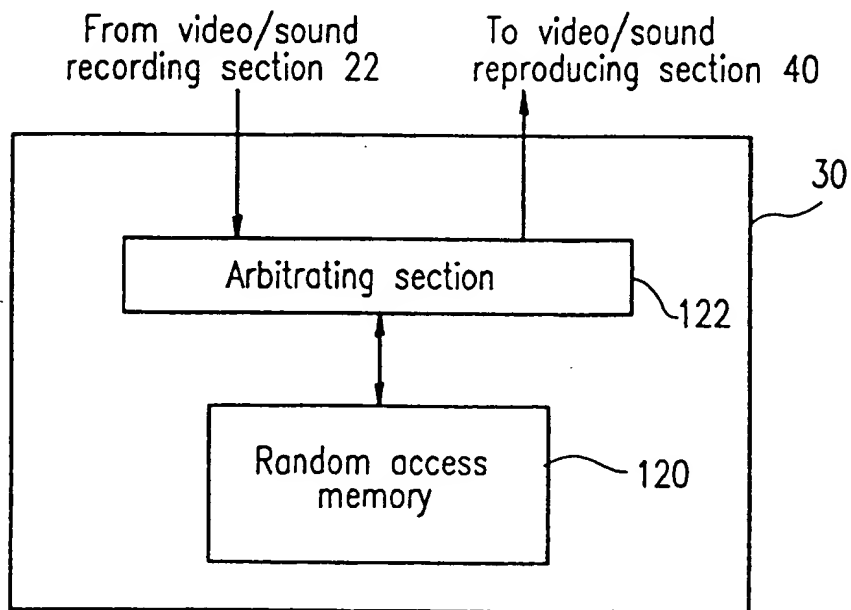 From video/sound
recording section 22
To video/sound
reproducing section 40
30
Arbitrating section
122
Random access
memory
120